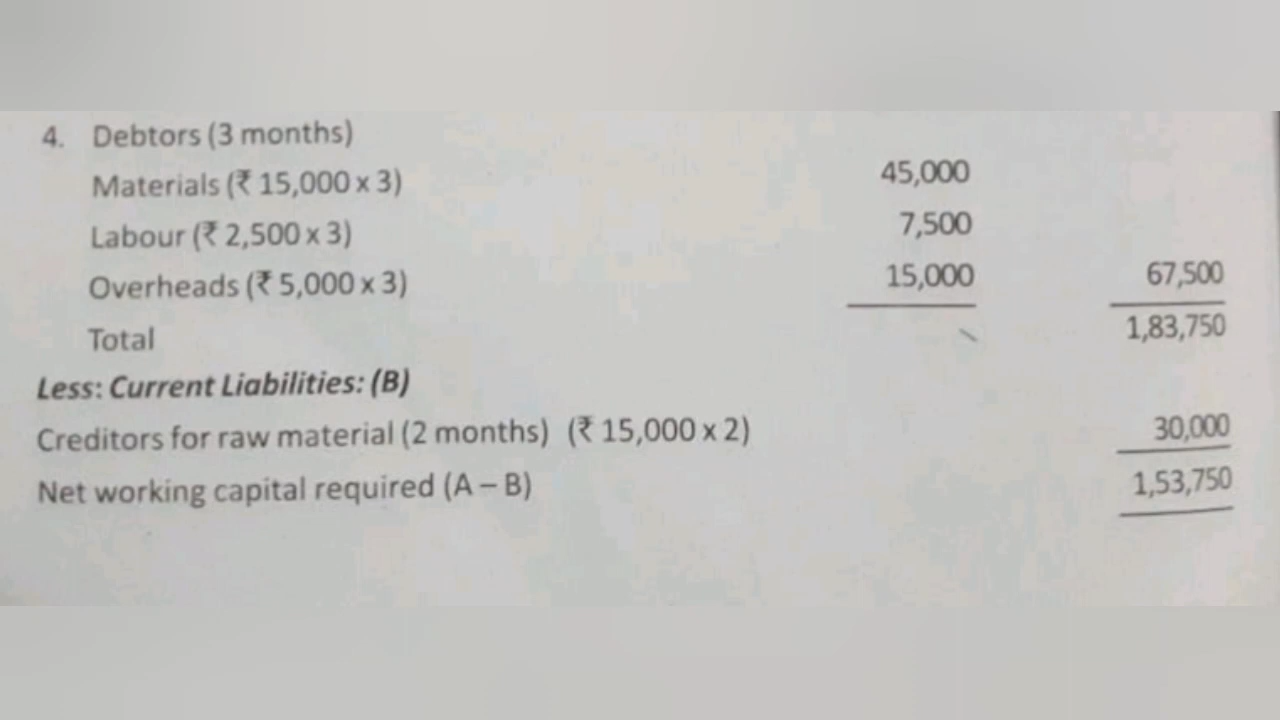 4. Debtors (3 months)
Materials (₹ 15,000 x 3) 45,000
Labour (₹ 2,500 x 3) 7,500
Overheads (₹ 5,000 x 3) 15,000 67,500
Total 1,83,750
Less: Current Liabilities: (B)
Creditors for raw material (2 months) (₹ 15,000 x 2) 30,000
Net working capital required (A – B) 1,53,750